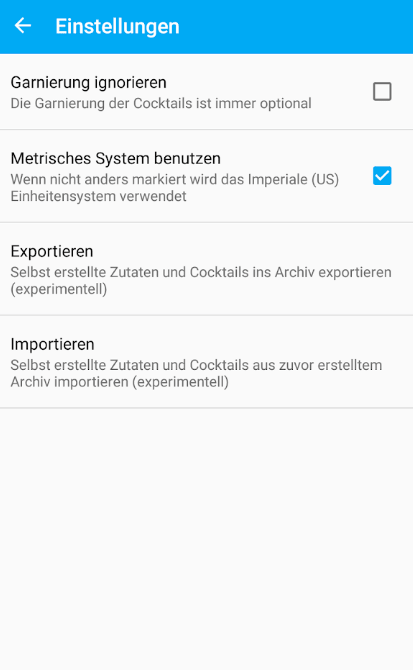 Einstellungen
Garnierung ignorieren
Die Garnierung der Cocktails ist immer optional
Metrisches System benutzen
Wenn nicht anders markiert wird das Imperiale (US)
Einheitensystem verwendet
Exportieren
Selbst erstellte Zutaten und Cocktails ins Archiv exportieren
(experimentell)
Importieren
Selbst erstellte Zutaten und Cocktails aus zuvor erstelltem
Archiv importieren (experimentell)